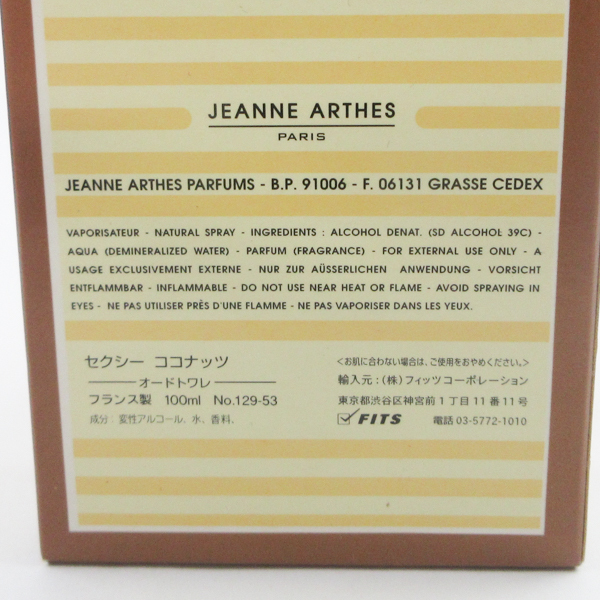 JEANNE ARTHES
PARIS
JEANNE ARTHES PARFUMS - B.P. 91006 - F. 06131 GRASSE CEDEX
VAPORISATEUR - NATURAL SPRAY - INGREDIENTS : ALCOHOL DENAT. (SD ALCOHOL 39C) -
AQUA (DEMINERALIZED WATER) - PARFUM (FRAGRANCE) - FOR EXTERNAL USE ONLY - A
USAGE EXCLUSIVEMENT EXTERNE - NUR ZUR AÜSSERLICHEN ANWENDUNG - VORSICHT
ENTFLAMMBAR - INFLAMMABLE - DO NOT USE NEAR HEAT OR FLAME - AVOID SPRAYING IN
EYES - NE PAS UTILISER PRÈS D'UNE FLAMME - NE PAS VAPORISER DANS LES YEUX.
セクシー ココナッツ
オードトワレ
フランス製 100ml No.129-53
成分：変性アルコール、水、香料、
＜お肌に合わない場合は、ご使用をおやめください。＞
輸入元：（株）フィッツコーポレーション
東京都渋谷区神宮前1丁目11番11号
FITS 電話 03-5772-1010